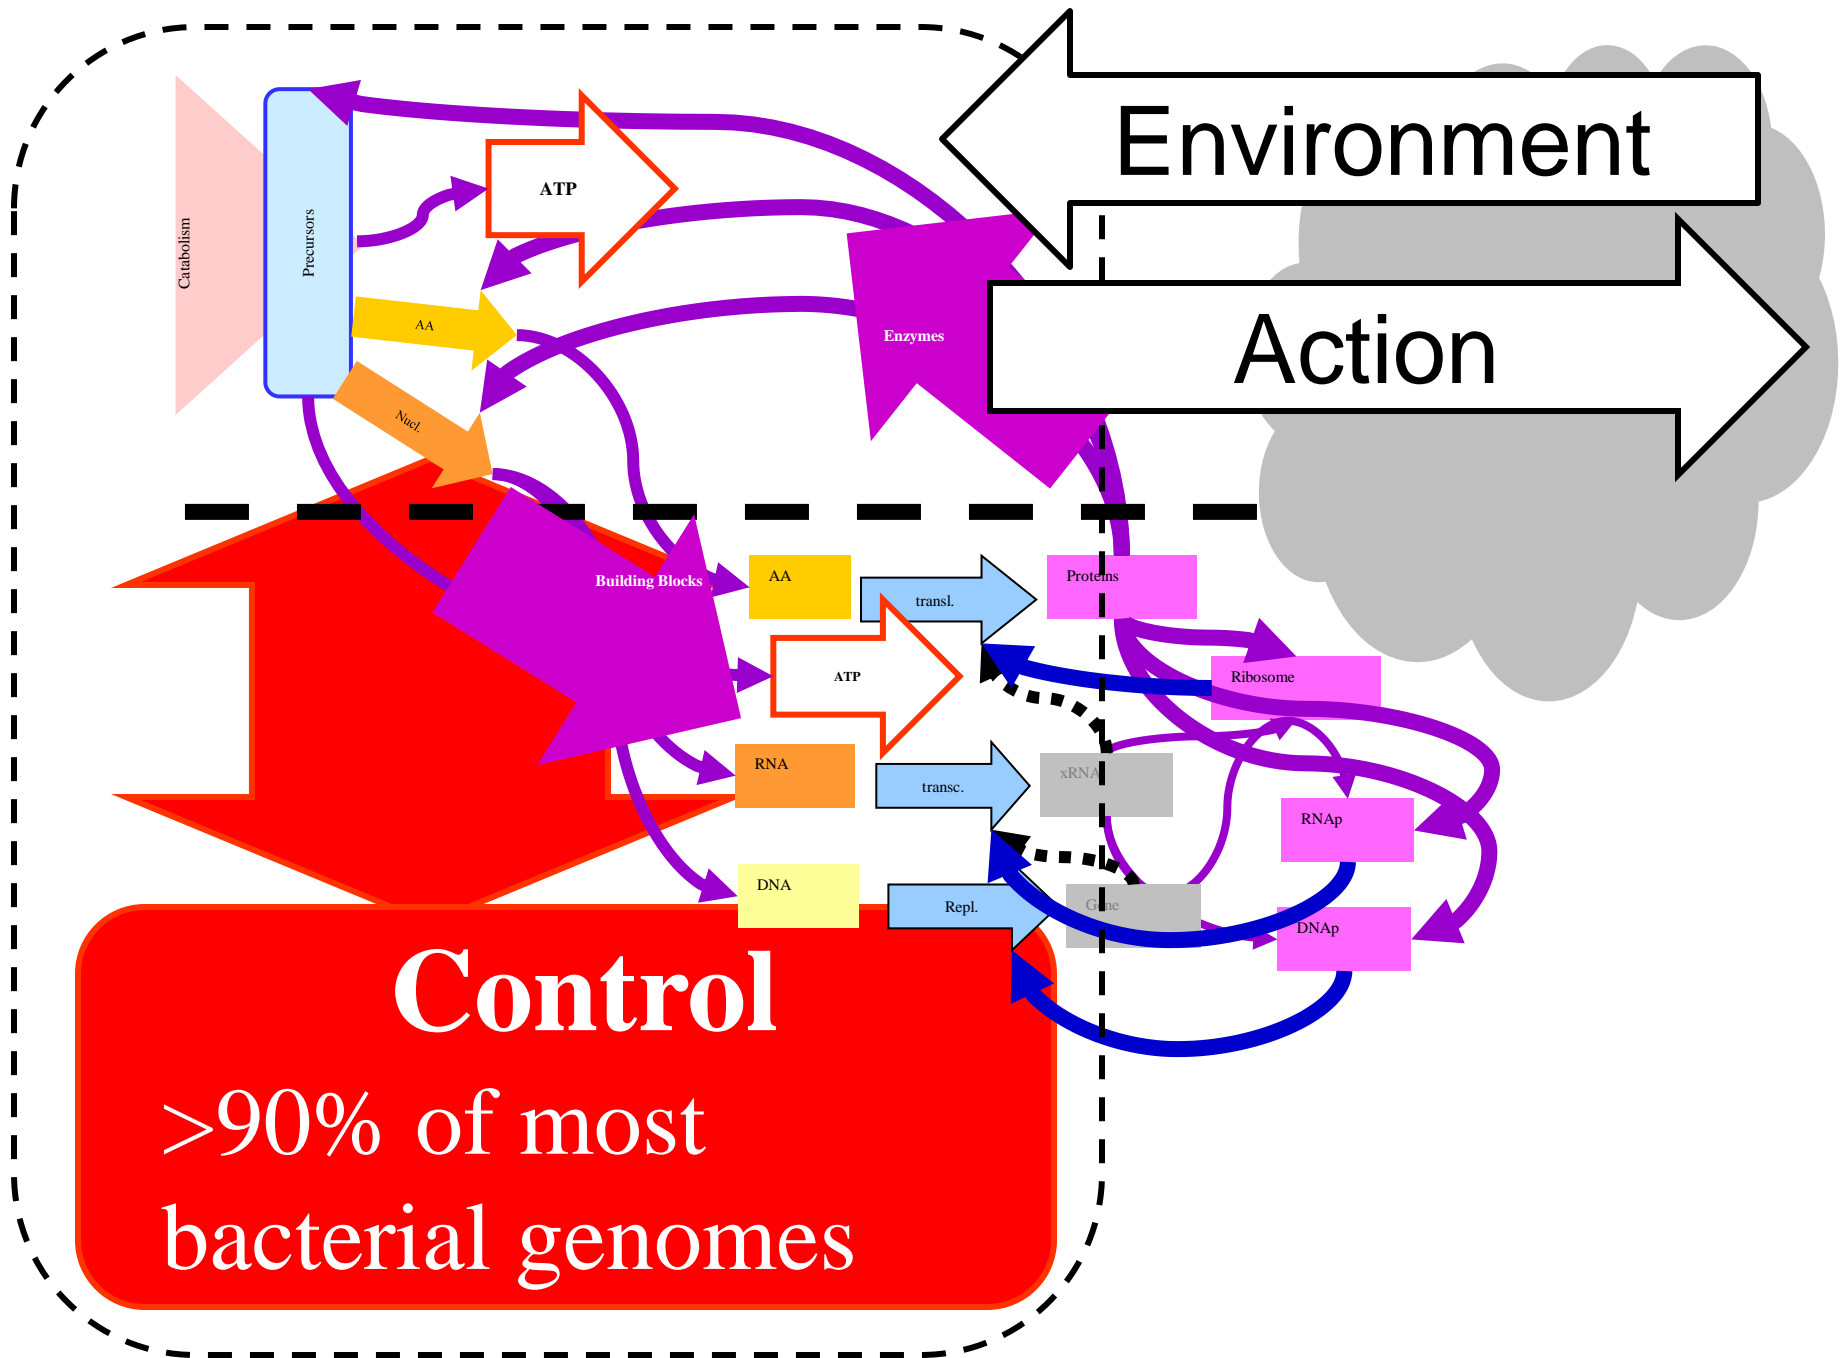 Environment
Action
Catabolism
Precursors
ATP
AA
Nucl.
Enzymes
Building Blocks
AA
transl.
Proteins
ATP
Ribosome
RNA
transc.
xRNA
RNAp
DNA
Repl.
Gene
DNAp
Control
>90% of most
bacterial genomes